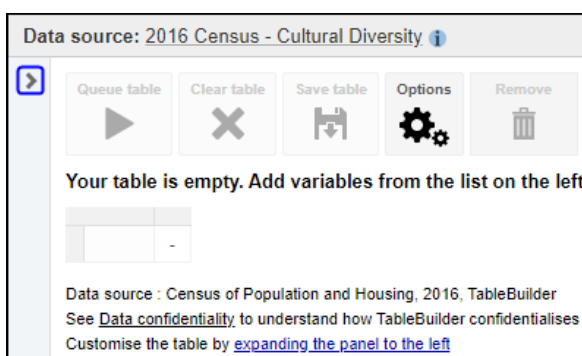 Data source: 2016 Census - Cultural Diversity i
>
Queue table Clear table Save table Options Remove
Your table is empty. Add variables from the list on the left
-
Data source : Census of Population and Housing, 2016, TableBuilder
See Data confidentiality to understand how TableBuilder confidentialises
Customise the table by expanding the panel to the left